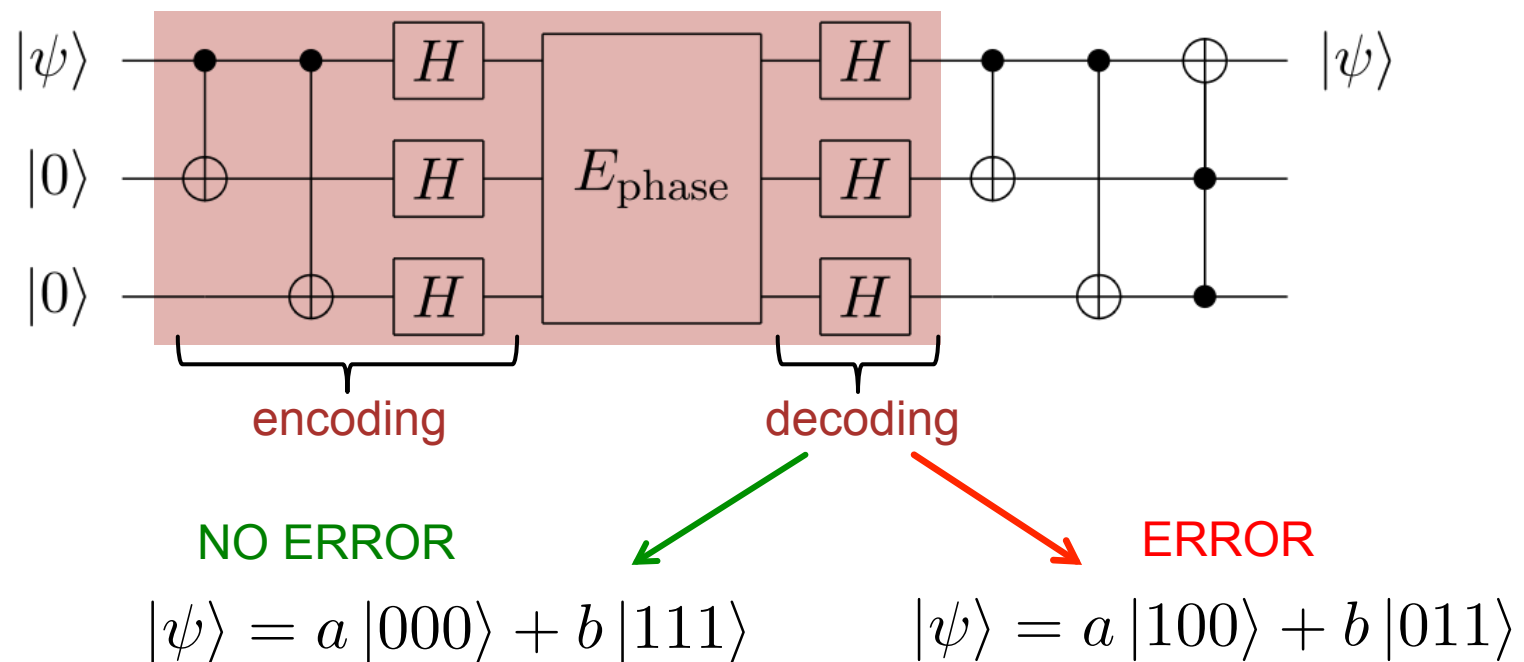 |ψ⟩ H H |ψ⟩
|0⟩ H E_phase H
|0⟩ H H
encoding decoding
NO ERROR ERROR
|ψ⟩ = a |000⟩ + b |111⟩ |ψ⟩ = a |100⟩ + b |011⟩